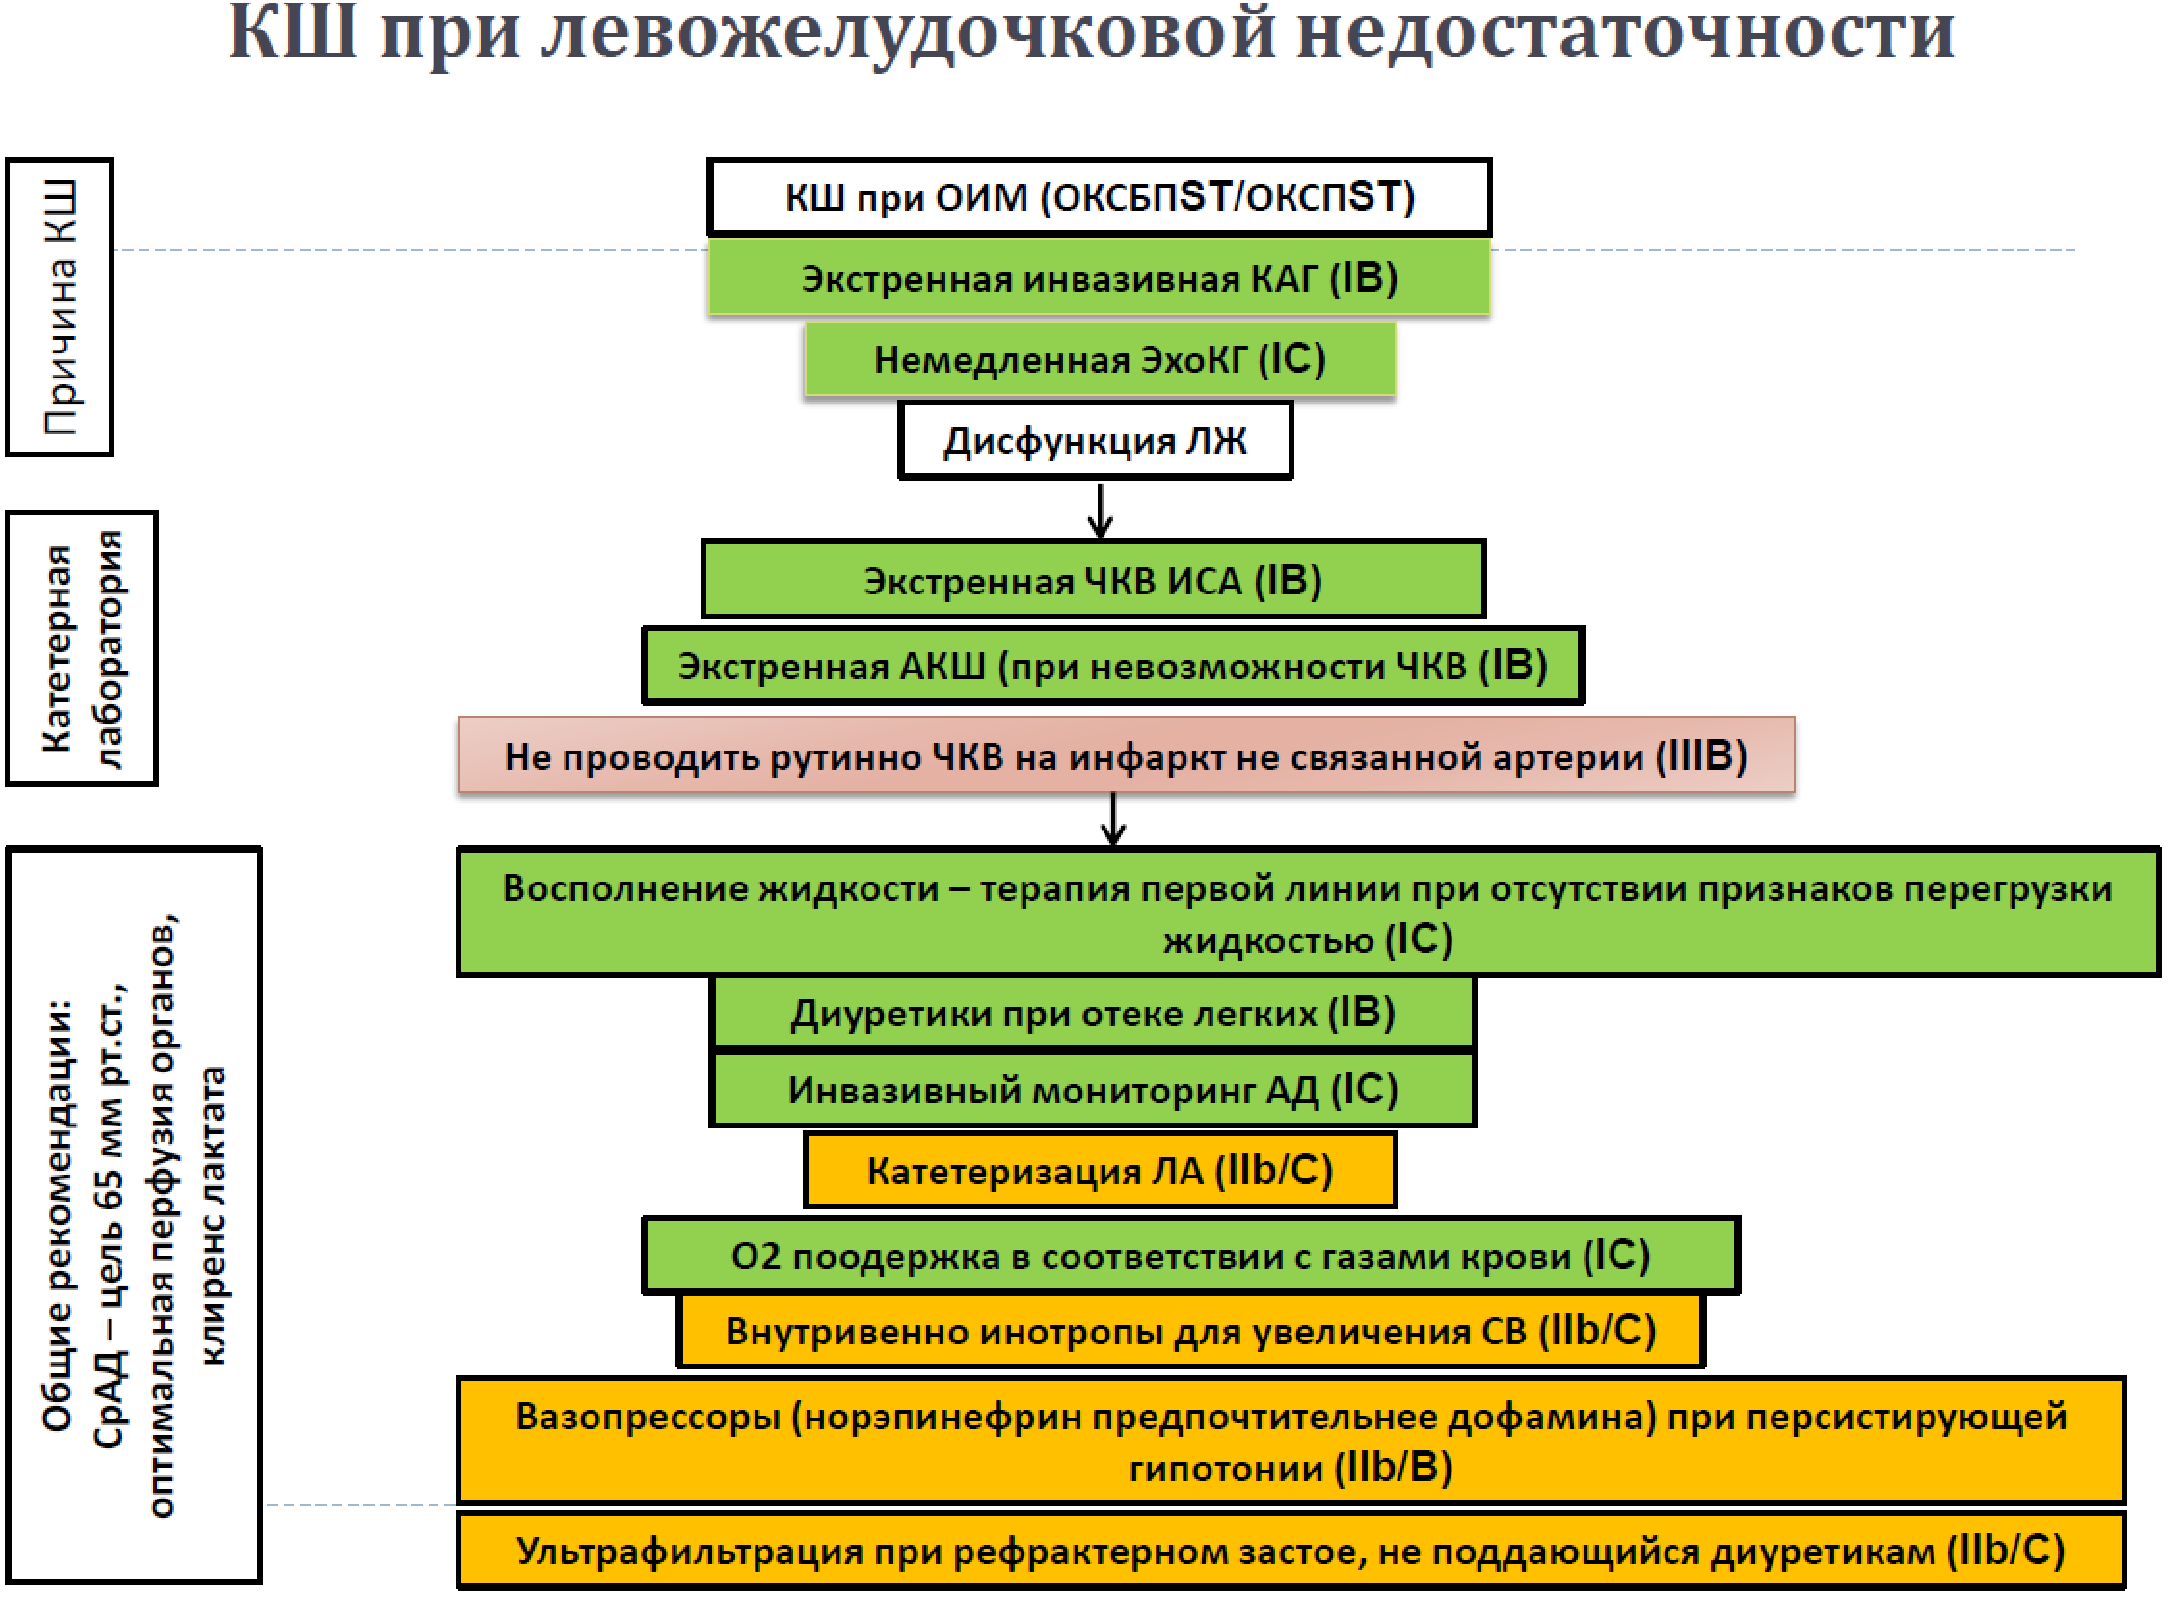 КШ при левожелудочковой недостаточности
Причина КШ
КШ при ОИМ (ОКСБПST/ОКСПST)
Экстренная инвазивная КАГ (IB)
Немедленная ЭхоКГ (IC)
Дисфункция ЛЖ
Катетерная
лаборатория
Экстренная ЧКВ ИСА (IB)
Экстренная АКШ (при невозможности ЧКВ (IB)
Не проводить рутинно ЧКВ на инфаркт не связанной артерии (IIIB)
Общие рекомендации:
СрАД – цель 65 мм рт.ст.,
оптимальная перфузия органов,
клиренс лактата
Восполнение жидкости – терапия первой линии при отсутствии признаков перегрузки
жидкостью (IC)
Диуретики при отеке легких (IB)
Инвазивный мониторинг АД (IC)
Катетеризация ЛА (IIb/C)
О2 поодержка в соответствии с газами крови (IC)
Внутривенно инотропы для увеличения СВ (IIb/C)
Вазопрессоры (норэпинефрин предпочтительнее дофамина) при персистирующей
гипотонии (IIb/B)
Ультрафильтрация при рефрактерном застое, не поддающийся диуретикам (IIb/C)